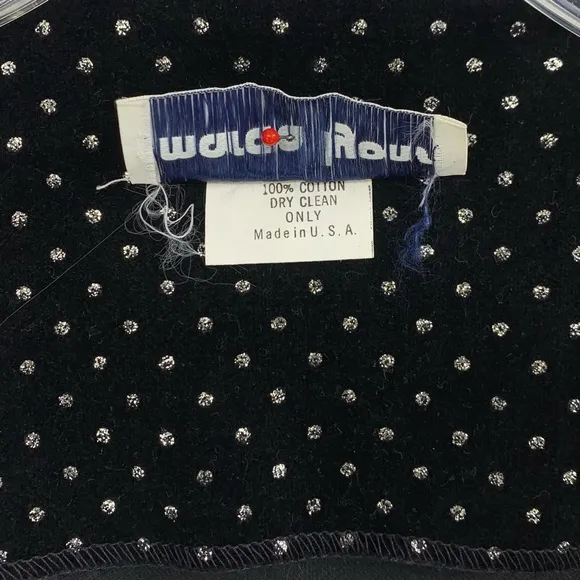 100% COTTON
DRY CLEAN
ONLY
Made in U. S. A.